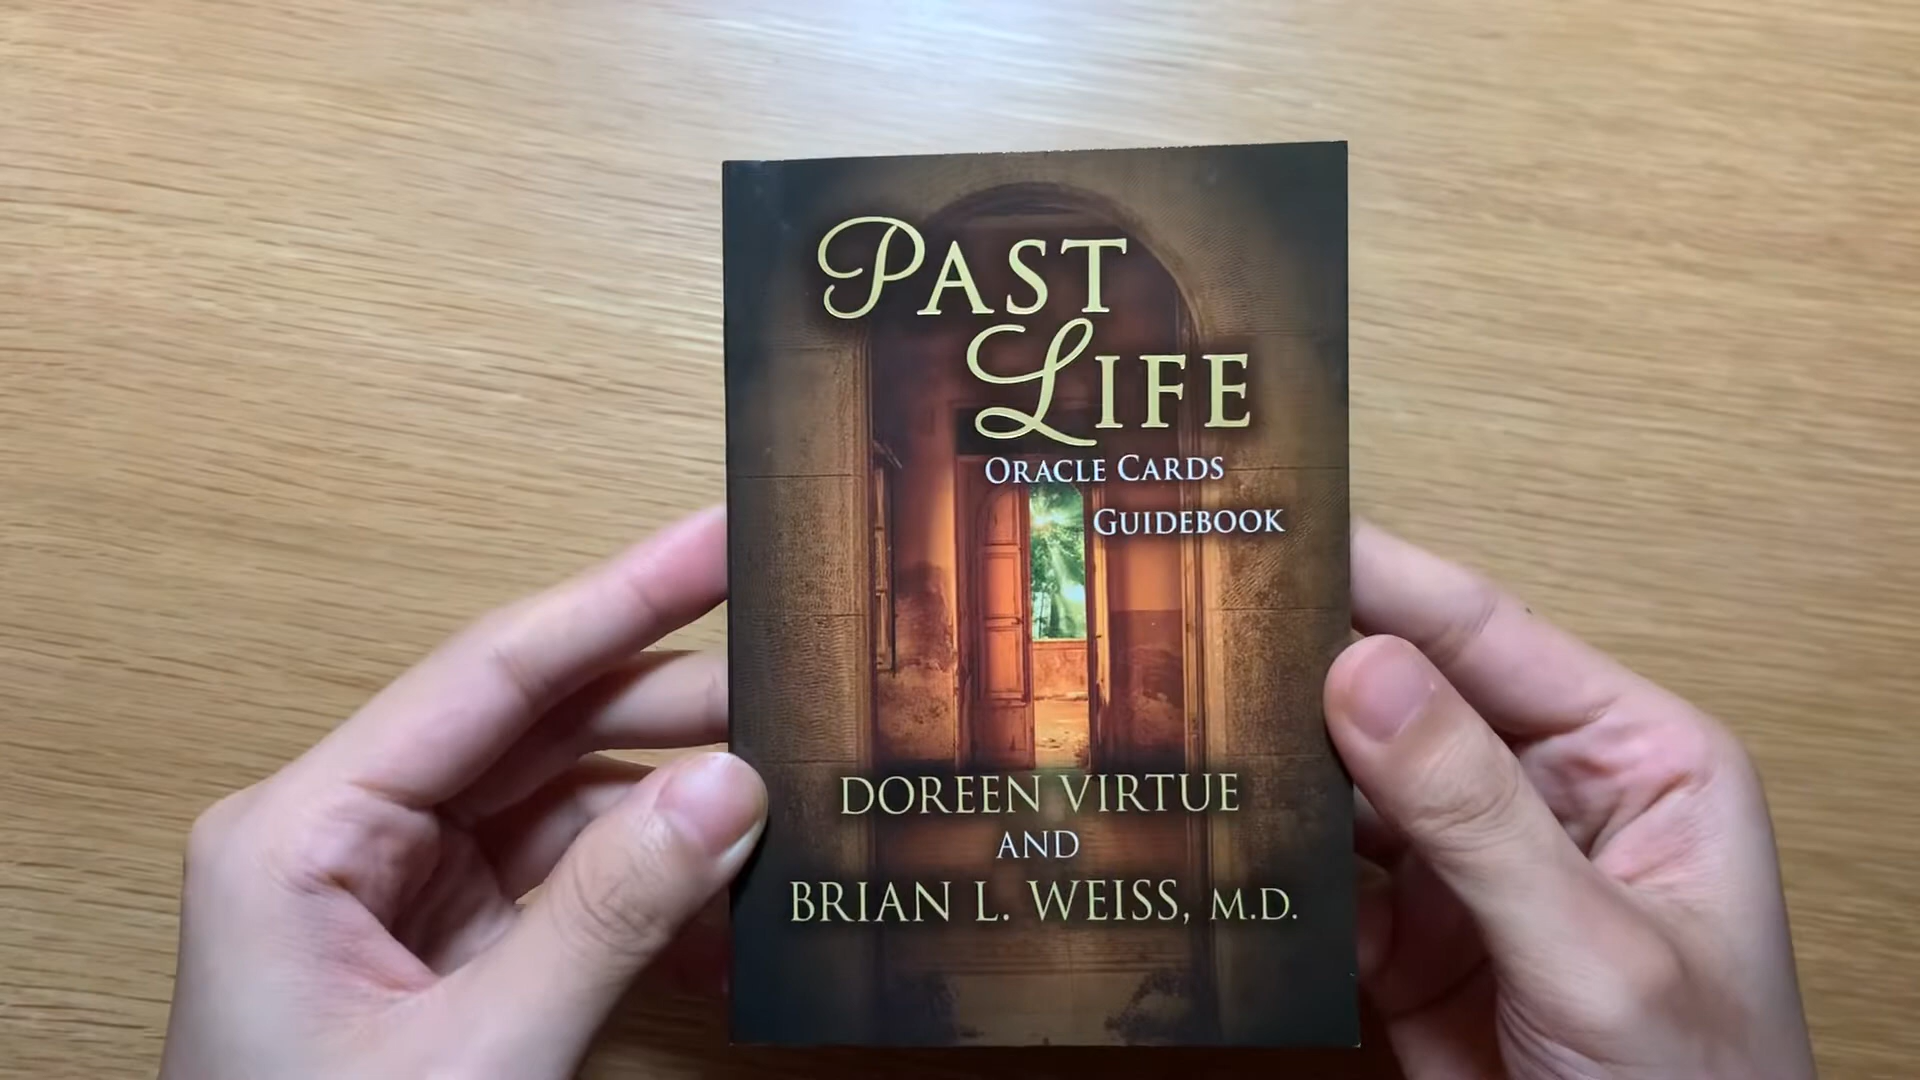 PAST
LIFE
ORACLE CARDS
GUIDEBOOK
DOREEN VIRTUE
AND
BRIAN L. WEISS, M.D.